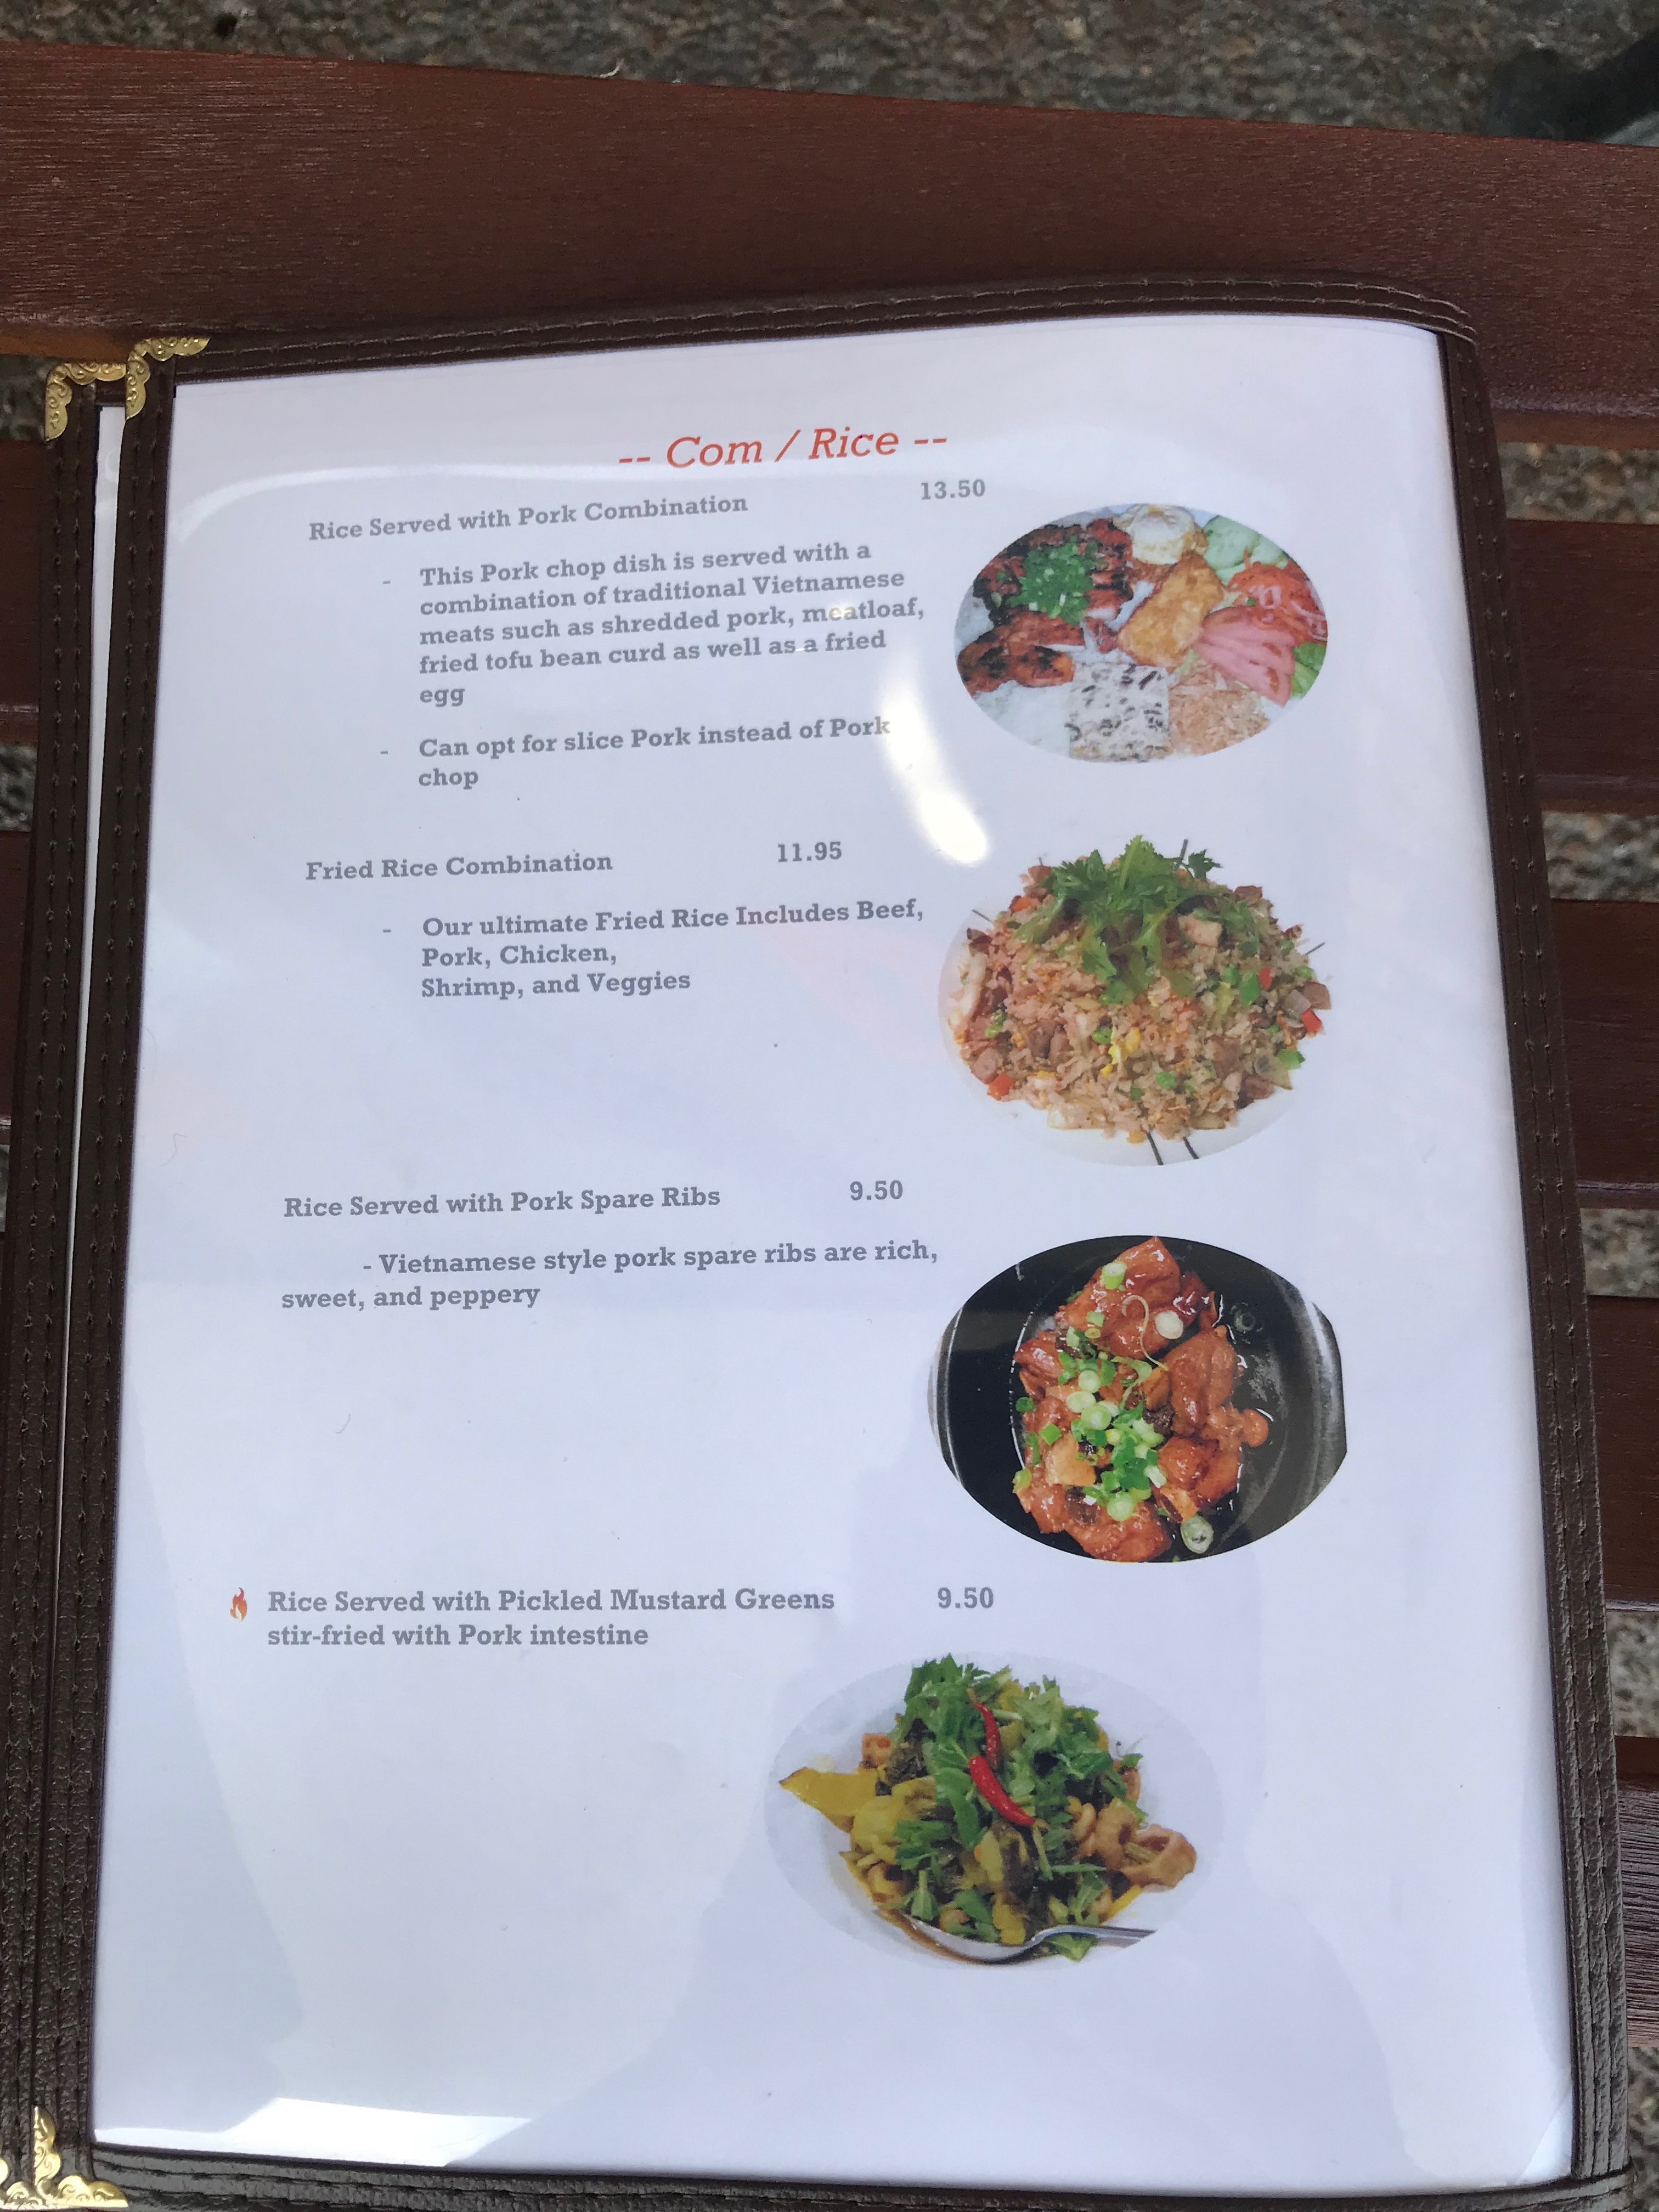 -- Com / Rice --
Rice Served with Pork Combination 13.50
- This Pork chop dish is served with a
combination of traditional Vietnamese
meats such as shredded pork, meatloaf,
fried tofu bean curd as well as a fried
egg
- Can opt for slice Pork instead of Pork
chop
Fried Rice Combination 11.95
- Our ultimate Fried Rice Includes Beef,
Pork, Chicken,
Shrimp, and Veggies
Rice Served with Pork Spare Ribs 9.50
- Vietnamese style pork spare ribs are rich,
sweet, and peppery
Rice Served with Pickled Mustard Greens 9.50
stir-fried with Pork intestine